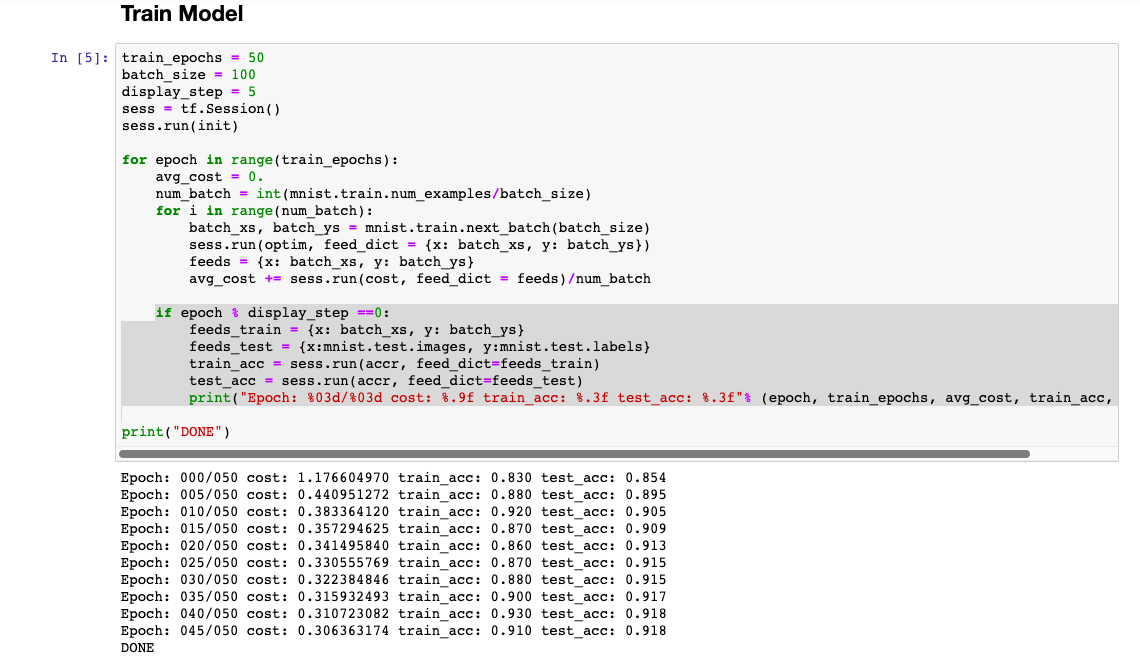 Train Model
In [5]:
train_epochs = 50
batch_size = 100
display_step = 5
sess = tf.Session()
sess.run(init)
for epoch in range(train_epochs):
    avg_cost = 0.
    num_batch = int(mnist.train.num_examples/batch_size)
    for i in range(num_batch):
        batch_xs, batch_ys = mnist.train.next_batch(batch_size)
        sess.run(optim, feed_dict = {x: batch_xs, y: batch_ys})
        feeds = {x: batch_xs, y: batch_ys}
        avg_cost += sess.run(cost, feed_dict = feeds)/num_batch
    if epoch % display_step ==0:
        feeds_train = {x: batch_xs, y: batch_ys}
        feeds_test = {x:mnist.test.images, y:mnist.test.labels}
        train_acc = sess.run(accr, feed_dict=feeds_train)
        test_acc = sess.run(accr, feed_dict=feeds_test)
        print("Epoch: %03d/%03d cost: %.9f train_acc: %.3f test_acc: %.3f"% (epoch, train_epochs, avg_cost, train_acc,
print("DONE")
Epoch: 000/050 cost: 1.176604970 train_acc: 0.830 test_acc: 0.854
Epoch: 005/050 cost: 0.440951272 train_acc: 0.880 test_acc: 0.895
Epoch: 010/050 cost: 0.383364120 train_acc: 0.920 test_acc: 0.905
Epoch: 015/050 cost: 0.357294625 train_acc: 0.870 test_acc: 0.909
Epoch: 020/050 cost: 0.341495840 train_acc: 0.860 test_acc: 0.913
Epoch: 025/050 cost: 0.330555769 train_acc: 0.870 test_acc: 0.915
Epoch: 030/050 cost: 0.322384846 train_acc: 0.880 test_acc: 0.915
Epoch: 035/050 cost: 0.315932493 train_acc: 0.900 test_acc: 0.917
Epoch: 040/050 cost: 0.310723082 train_acc: 0.930 test_acc: 0.918
Epoch: 045/050 cost: 0.306363174 train_acc: 0.910 test_acc: 0.918
DONE